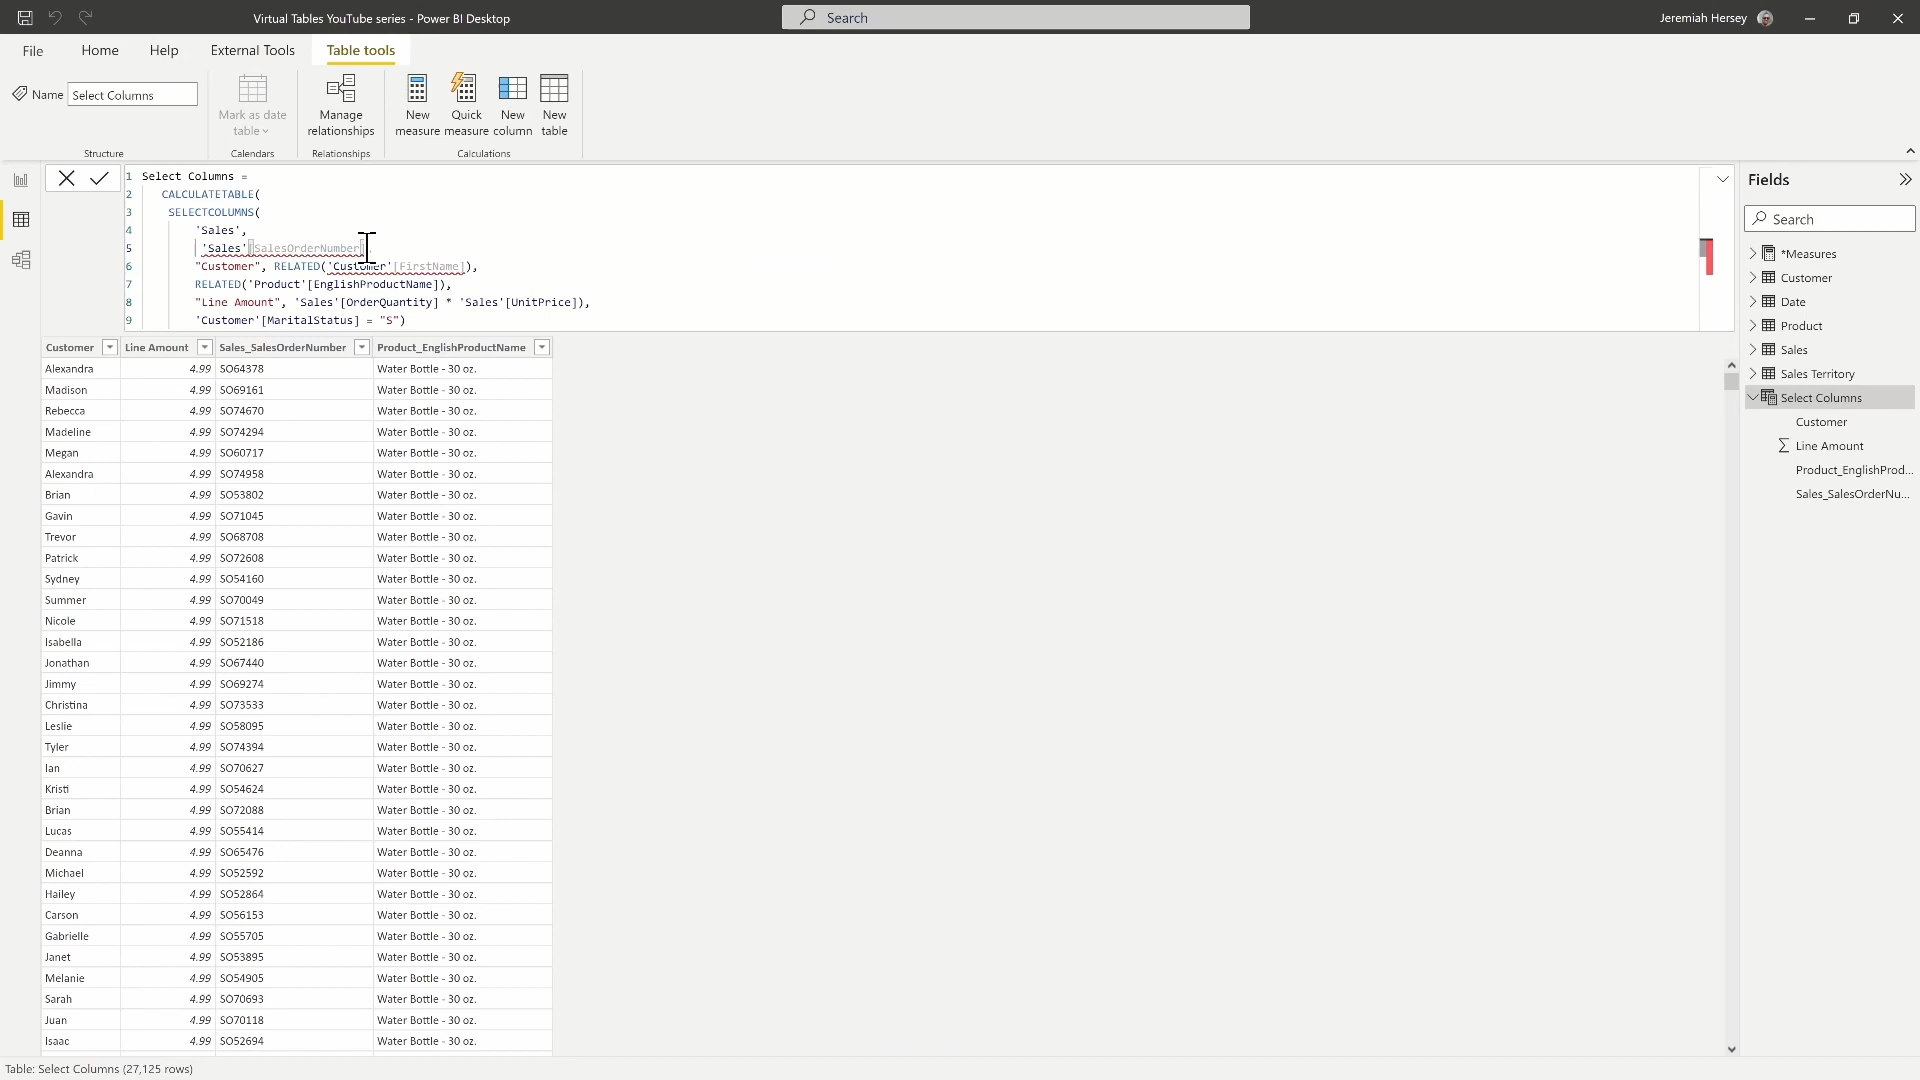 Virtual Tables YouTube series - Power BI Desktop
Search
Jeremiah Hersey
File
Home
Help
External Tools
Table tools
Name
Select Columns
Mark as date
table
Manage
relationships
New
measure
Quick
measure
New
column
New
table
Structure
Calendars
Relationships
Calculations
1 Select Columns =
2 CALCULATETABLE(
3 SELECTCOLUMNS(
4 'Sales',
5 'Sales'[SalesOrderNumber],
6 "Customer", RELATED('Customer'[FirstName]),
7 RELATED('Product'[EnglishProductName]),
8 "Line Amount", 'Sales'[OrderQuantity] * 'Sales'[UnitPrice]),
9 'Customer'[MaritalStatus] = "S")
Customer Line Amount Sales_SalesOrderNumber Product_EnglishProductName
Alexandra 4.99 SO64378 Water Bottle - 30 oz.
Madison 4.99 SO69161 Water Bottle - 30 oz.
Rebecca 4.99 SO74670 Water Bottle - 30 oz.
Madeline 4.99 SO74294 Water Bottle - 30 oz.
Megan 4.99 SO60717 Water Bottle - 30 oz.
Alexandra 4.99 SO74958 Water Bottle - 30 oz.
Brian 4.99 SO53802 Water Bottle - 30 oz.
Gavin 4.99 SO71045 Water Bottle - 30 oz.
Trevor 4.99 SO68708 Water Bottle - 30 oz.
Patrick 4.99 SO72608 Water Bottle - 30 oz.
Sydney 4.99 SO54160 Water Bottle - 30 oz.
Summer 4.99 SO70049 Water Bottle - 30 oz.
Nicole 4.99 SO71518 Water Bottle - 30 oz.
Isabella 4.99 SO52186 Water Bottle - 30 oz.
Jonathan 4.99 SO67440 Water Bottle - 30 oz.
Jimmy 4.99 SO69274 Water Bottle - 30 oz.
Christina 4.99 SO73533 Water Bottle - 30 oz.
Leslie 4.99 SO58095 Water Bottle - 30 oz.
Tyler 4.99 SO74394 Water Bottle - 30 oz.
Ian 4.99 SO70627 Water Bottle - 30 oz.
Kristi 4.99 SO54624 Water Bottle - 30 oz.
Brian 4.99 SO72088 Water Bottle - 30 oz.
Lucas 4.99 SO55414 Water Bottle - 30 oz.
Deanna 4.99 SO65476 Water Bottle - 30 oz.
Michael 4.99 SO52592 Water Bottle - 30 oz.
Hailey 4.99 SO52864 Water Bottle - 30 oz.
Carson 4.99 SO56153 Water Bottle - 30 oz.
Gabrielle 4.99 SO55705 Water Bottle - 30 oz.
Janet 4.99 SO53895 Water Bottle - 30 oz.
Melanie 4.99 SO54905 Water Bottle - 30 oz.
Sarah 4.99 SO70693 Water Bottle - 30 oz.
Juan 4.99 SO70118 Water Bottle - 30 oz.
Isaac 4.99 SO52694 Water Bottle - 30 oz.
Fields
Search
*Measures
Customer
Date
Product
Sales
Sales Territory
Select Columns
Customer
Line Amount
Product_EnglishProd...
Sales_SalesOrderNu...
Table: Select Columns (27,125 rows)